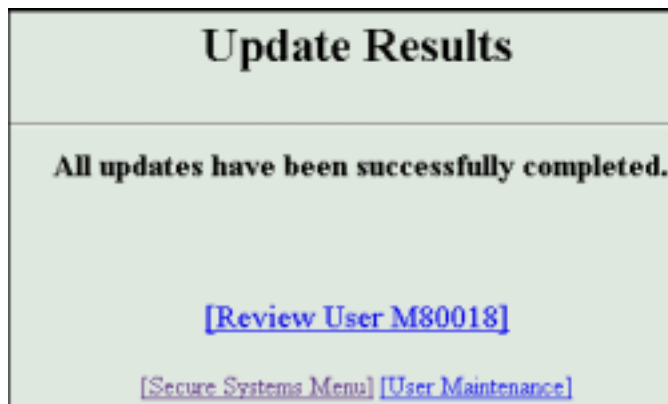 Update Results
All updates have been successfully completed.
[Review User M80018]
[Secure Systems Menu] [User Maintenance]